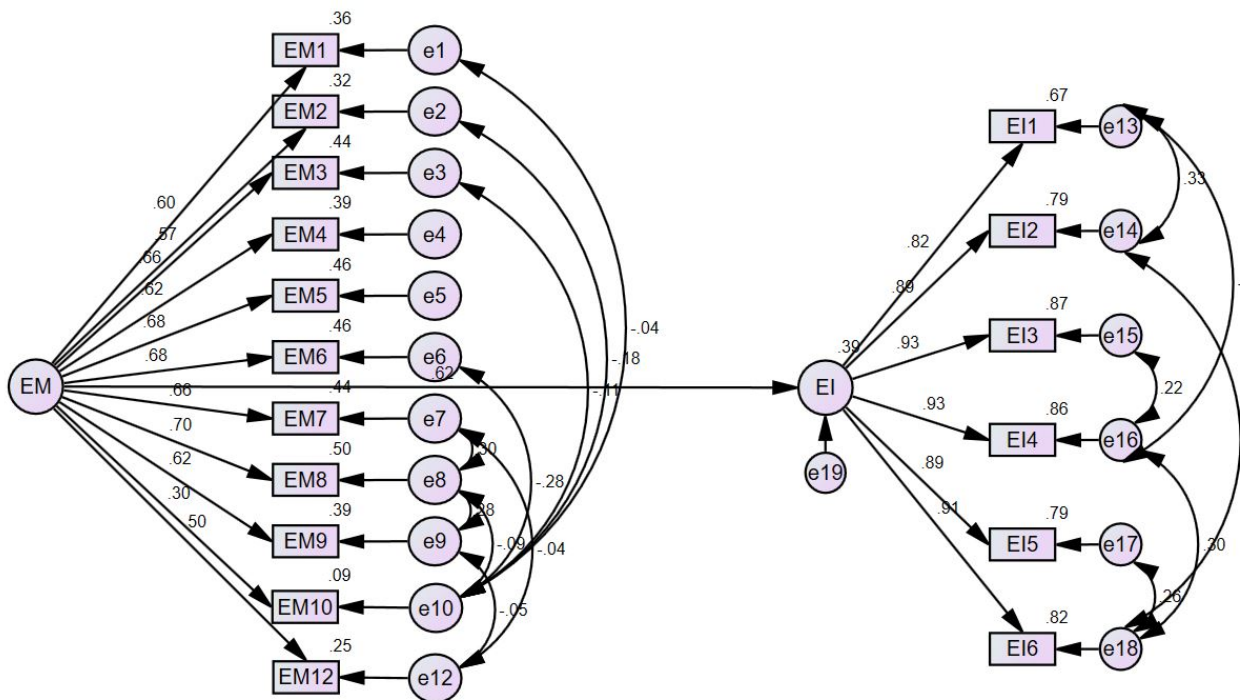 .36
EM1
e1
.32
EM2
e2
.44
EM3
e3
.39
EM4
e4
.46
EM5
e5
.46
EM6
e6
.44
EM7
e7
.50
EM8
e8
.39
EM9
e9
.09
EM10
e10
.25
EM12
e12
EM
.60
.57
.66
.62
.68
.68
.66
.70
.62
.30
.50
.62
-.04
-.18
-.11
-.28
.30
.28
-.09
-.04
-.05
EI
.39
e19
.82
.89
.93
.93
.89
.91
.67
EI1
e13
.79
EI2
e14
.87
EI3
e15
.86
EI4
e16
.79
EI5
e17
.82
EI6
e18
.33
.22
.30
.26